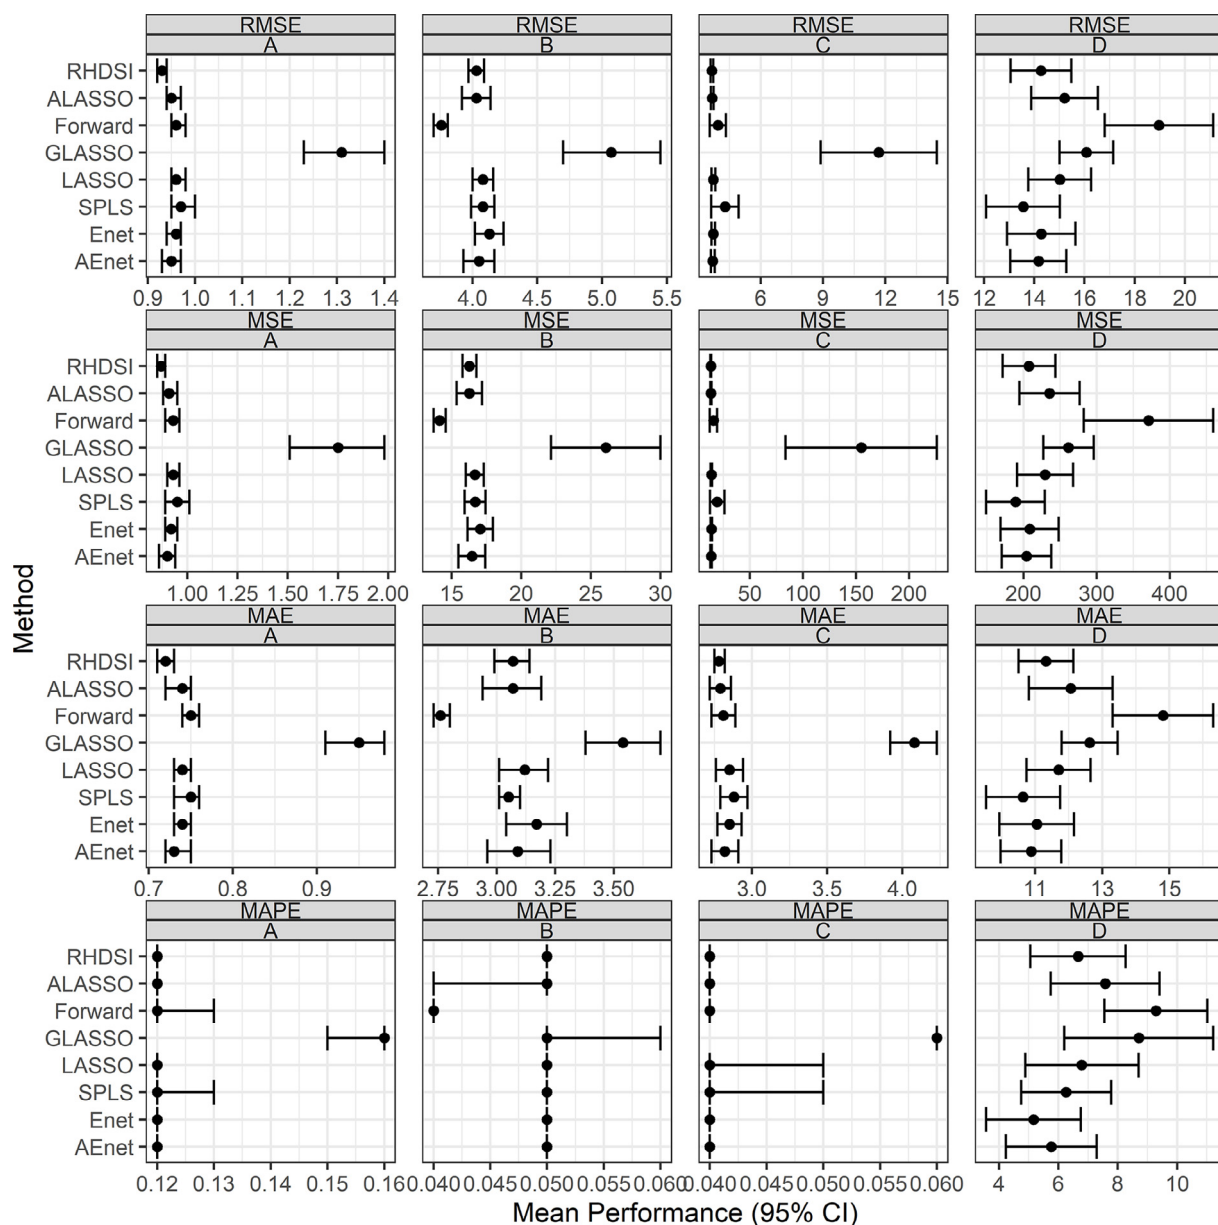 RMSE RMSE RMSE RMSE
A B C D
RHDSI
ALASSO
Forward
GLASSO
LASSO
SPLS
Enet
AEnet
0.9 1.0 1.1 1.2 1.3 1.4 4.0 4.5 5.0 5.5 6 9 12 15 12 14 16 18 20
MSE MSE MSE MSE
A B C D
RHDSI
ALASSO
Forward
GLASSO
LASSO
SPLS
Enet
AEnet
1.00 1.25 1.50 1.75 2.00 15 20 25 30 50 100 150 200 200 300 400
Method
MAE MAE MAE MAE
A B C D
RHDSI
ALASSO
Forward
GLASSO
LASSO
SPLS
Enet
AEnet
0.7 0.8 0.9 2.75 3.00 3.25 3.50 3.0 3.5 4.0 11 13 15
MAPE MAPE MAPE MAPE
A B C D
RHDSI
ALASSO
Forward
GLASSO
LASSO
SPLS
Enet
AEnet
0.12 0.13 0.14 0.15 0.16 0.040 0.045 0.050 0.055 0.060 0.040 0.045 0.050 0.055 0.060 4 6 8 10
Mean Performance (95% CI)